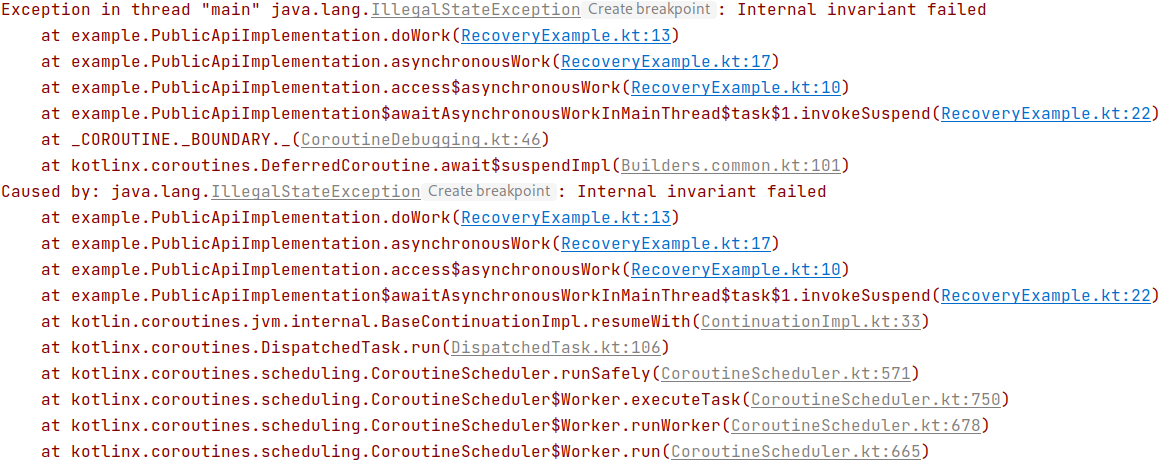 Exception in thread "main" java.lang.IllegalStateException Create breakpoint : Internal invariant failed
    at example.PublicApiImplementation.doWork(RecoveryExample.kt:13)
    at example.PublicApiImplementation.asynchronousWork(RecoveryExample.kt:17)
    at example.PublicApiImplementation.access$asynchronousWork(RecoveryExample.kt:10)
    at example.PublicApiImplementation$awaitAsynchronousWorkInMainThread$task$1.invokeSuspend(RecoveryExample.kt:22)
    at _COROUTINE._BOUNDARY._(CoroutineDebugging.kt:46)
    at kotlinx.coroutines.DeferredCoroutine.await$suspendImpl(Builders.common.kt:101)
Caused by: java.lang.IllegalStateException Create breakpoint : Internal invariant failed
    at example.PublicApiImplementation.doWork(RecoveryExample.kt:13)
    at example.PublicApiImplementation.asynchronousWork(RecoveryExample.kt:17)
    at example.PublicApiImplementation.access$asynchronousWork(RecoveryExample.kt:10)
    at example.PublicApiImplementation$awaitAsynchronousWorkInMainThread$task$1.invokeSuspend(RecoveryExample.kt:22)
    at kotlin.coroutines.jvm.internal.BaseContinuationImpl.resumeWith(ContinuationImpl.kt:33)
    at kotlinx.coroutines.DispatchedTask.run(DispatchedTask.kt:106)
    at kotlinx.coroutines.scheduling.CoroutineScheduler.runSafely(CoroutineScheduler.kt:571)
    at kotlinx.coroutines.scheduling.CoroutineScheduler$Worker.executeTask(CoroutineScheduler.kt:750)
    at kotlinx.coroutines.scheduling.CoroutineScheduler$Worker.runWorker(CoroutineScheduler.kt:678)
    at kotlinx.coroutines.scheduling.CoroutineScheduler$Worker.run(CoroutineScheduler.kt:665)